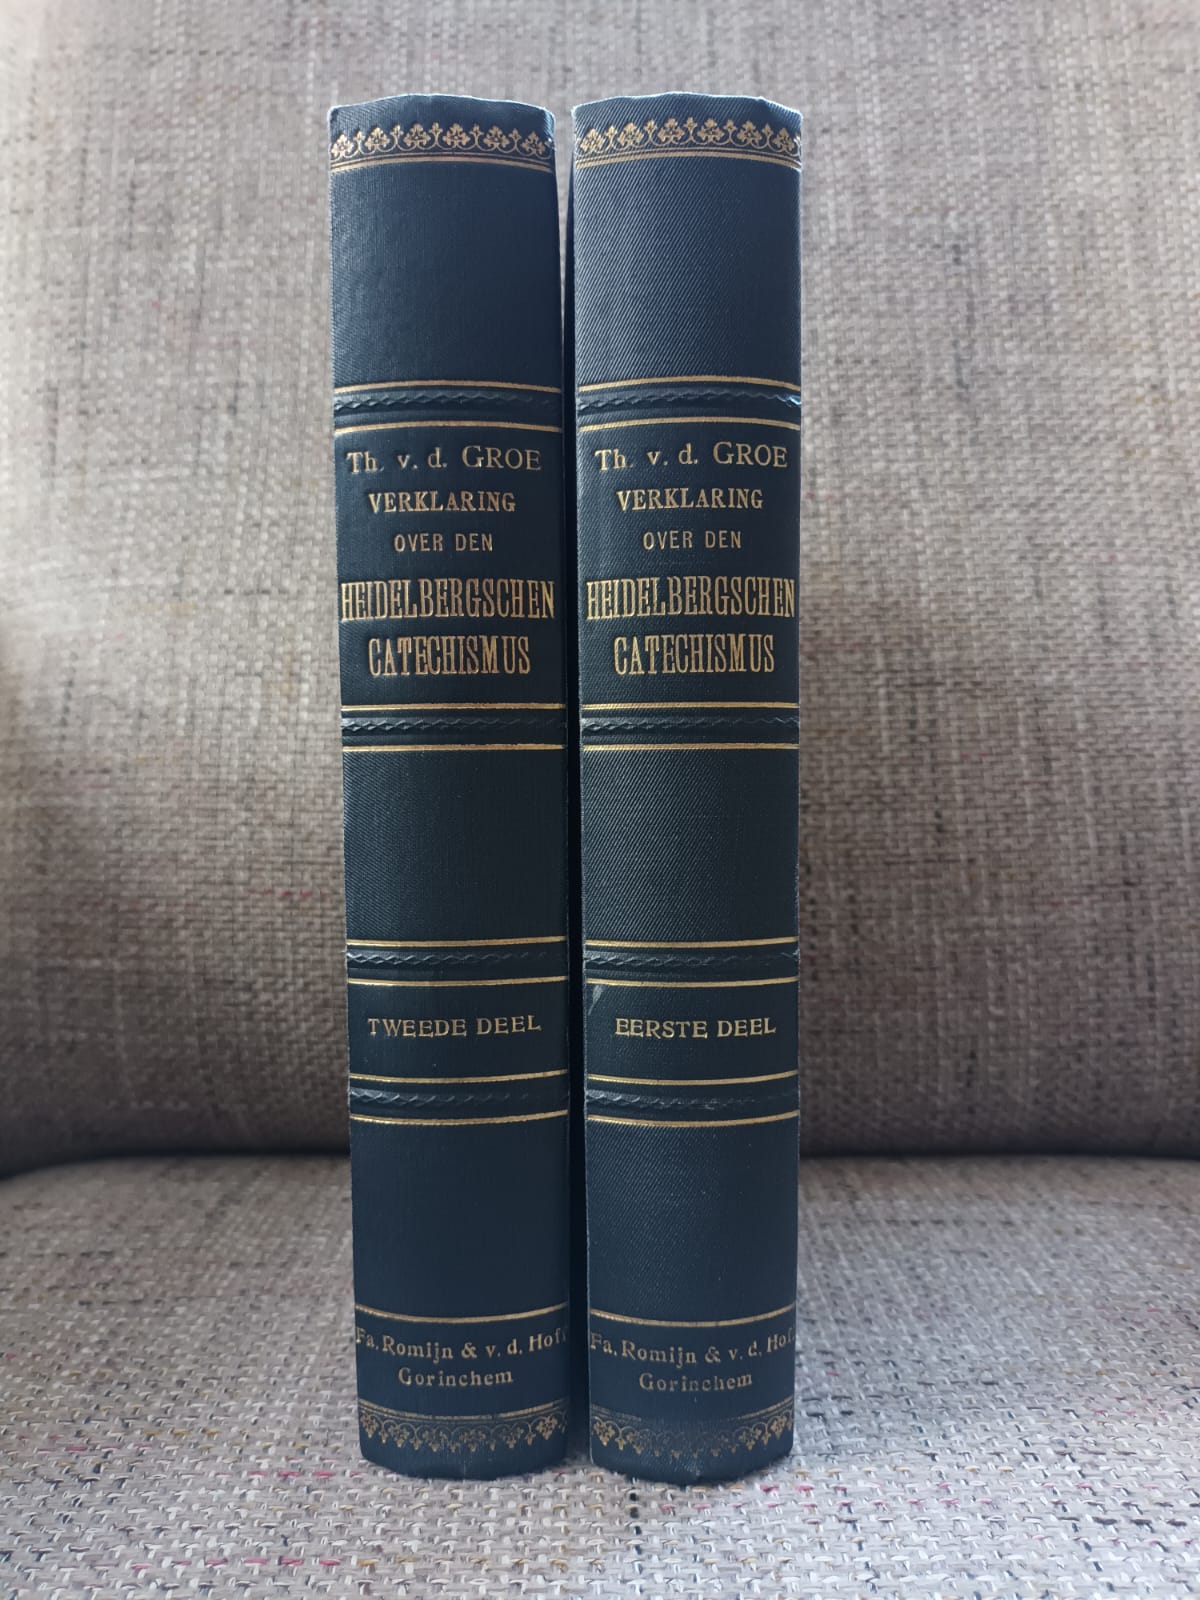 Th. v. d. GROE
VERKLARING
OVER DEN
HEIDELBERGSCHEN
CATECHISMUS
TWEEDE DEEL
Fa. Romijn & v. d. Hoff
Gorinchem
Th. v. d. GROE
VERKLARING
OVER DEN
HEIDELBERGSCHEN
CATECHISMUS
EERSTE DEEL
Fa. Romijn & v. d. Hoff
Gorinchem